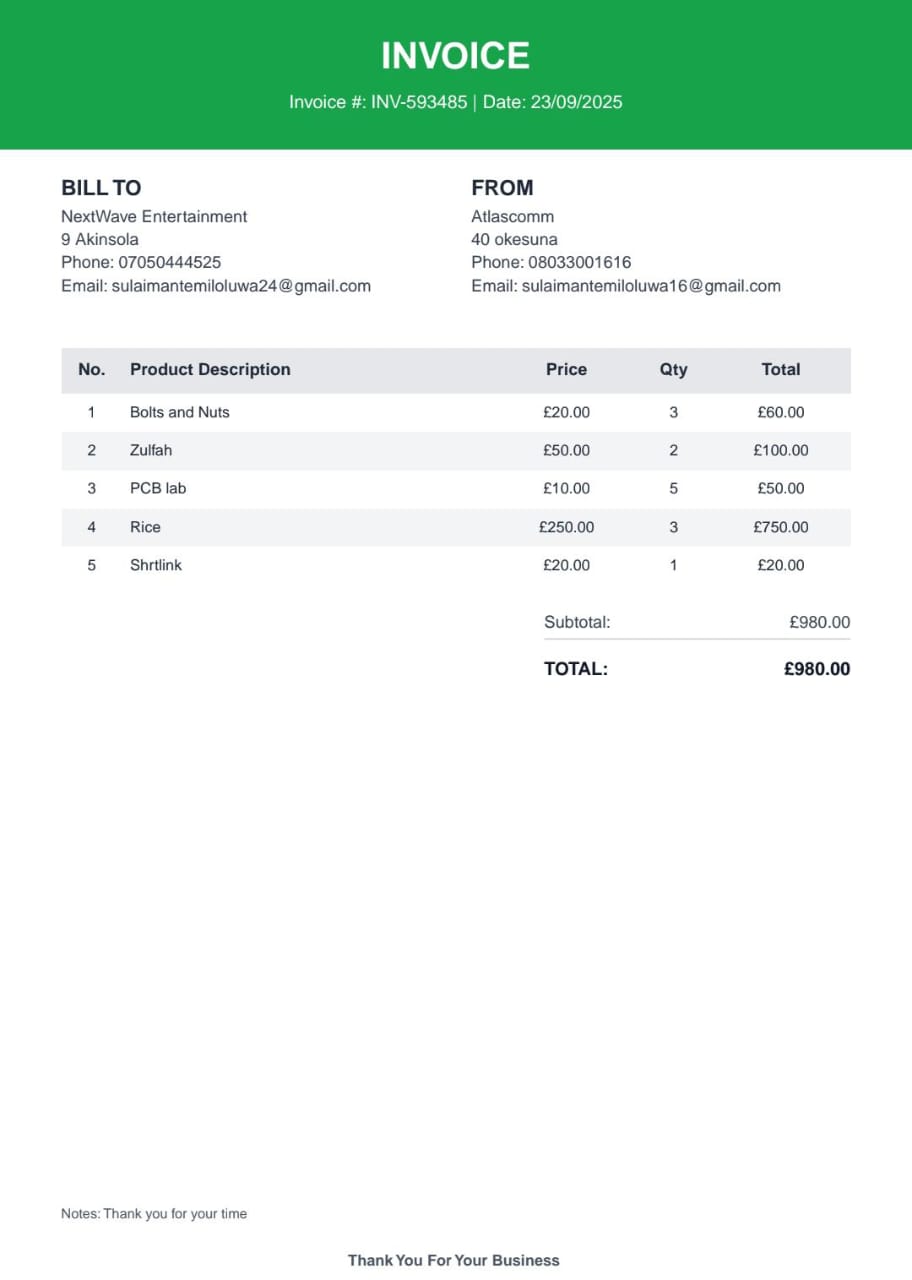 INVOICE
Invoice #: INV-593485 | Date: 23/09/2025
BILL TO
NextWave Entertainment
9 Akinsola
Phone: 07050444525
Email: sulaimantemiloluwa24@gmail.com
FROM
Atlascomm
40 okesuna
Phone: 08033001616
Email: sulaimantemiloluwa16@gmail.com
No. Product Description Price Qty Total
1 Bolts and Nuts £20.00 3 £60.00
2 Zulfah £50.00 2 £100.00
3 PCB lab £10.00 5 £50.00
4 Rice £250.00 3 £750.00
5 Shrtlink £20.00 1 £20.00
Subtotal: £980.00
TOTAL: £980.00
Notes: Thank you for your time
Thank You For Your Business